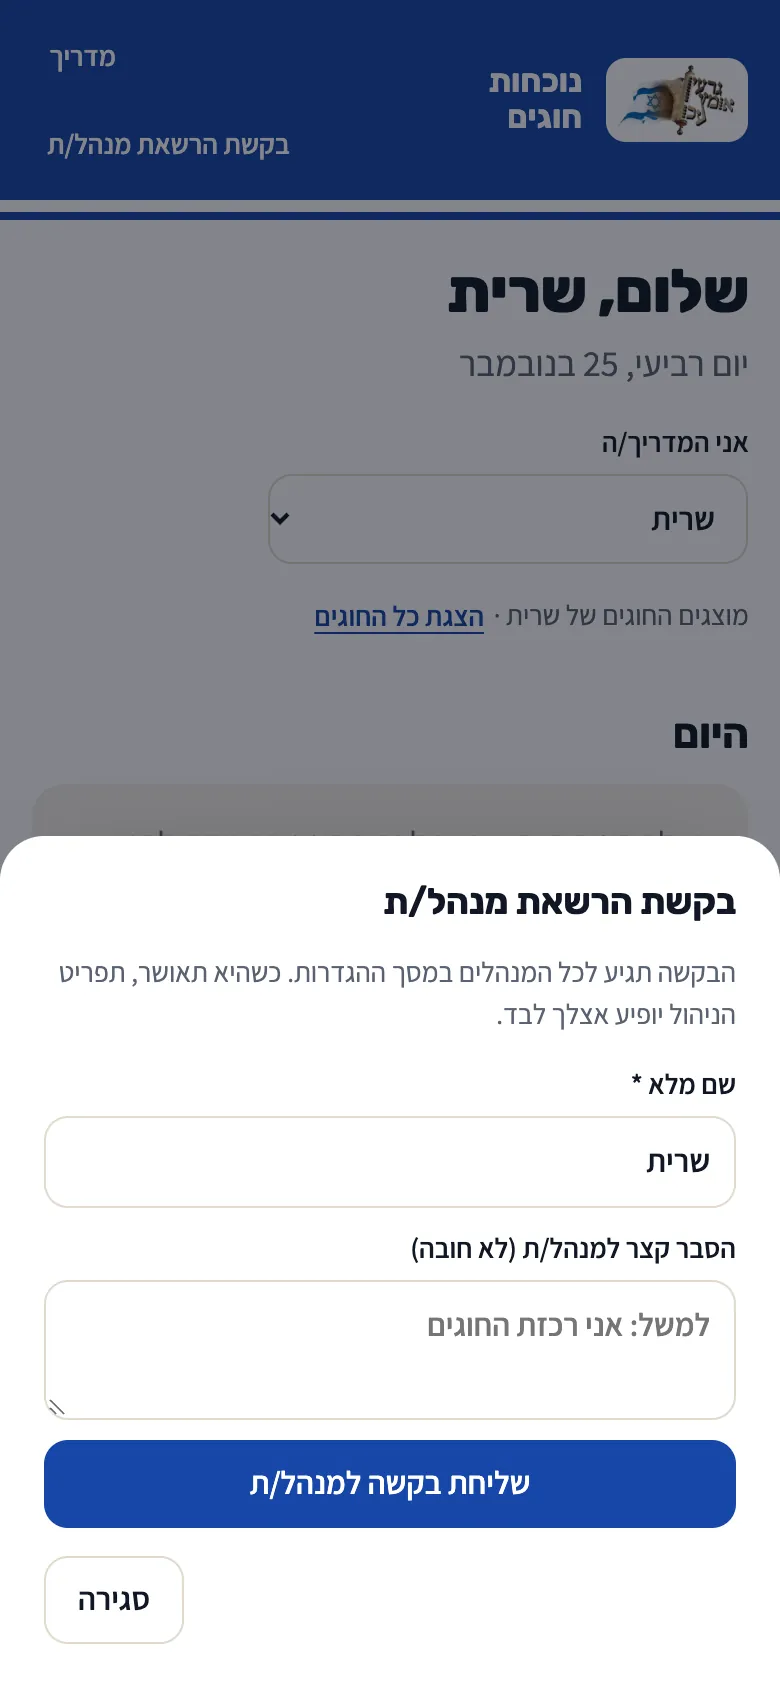 נוכחות
חוגים
מדריך
בקשת הרשאת מנהל/ת
שלום, שרית
יום רביעי, 25 בנובמבר
אני המדריך/ה
שרית
מוצגים החוגים של שרית · הצגת כל החוגים
היום
בקשת הרשאת מנהל/ת
הבקשה תגיע לכל המנהלים במסך ההגדרות. כשהיא תאושר, תפריט
הניהול יופיע אצלך לבד.
שם מלא *
שרית
הסבר קצר למנהל/ת (לא חובה)
למשל: אני רכזת החוגים
שליחת בקשה למנהל/ת
סגירה